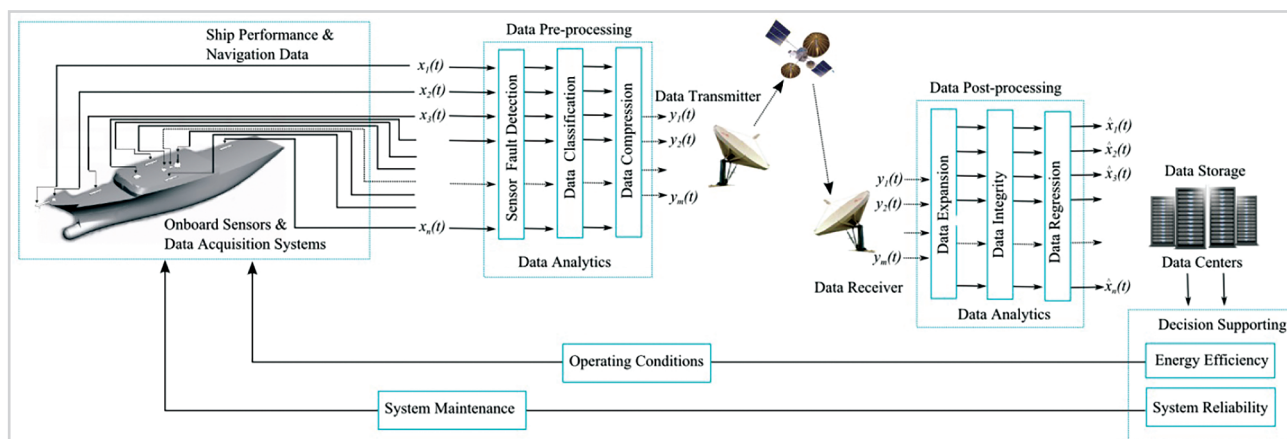 Ship Performance &
Navigation Data
Onboard Sensors &
Data Acquisition Systems
x1(t)
x2(t)
x3(t)
xn(t)
Data Pre-processing
Sensor Fault Detection
Data Classification
Data Compression
Data Analytics
y1(t)
y2(t)
ym(t)
Data Transmitter
Data Receiver
y1(t)
y2(t)
ym(t)
Data Post-processing
Data Expansion
Data Integrity
Data Regression
Data Analytics
x̂1(t)
x̂2(t)
x̂3(t)
x̂n(t)
Data Storage
Data Centers
Decision Supporting
Energy Efficiency
System Reliability
Operating Conditions
System Maintenance